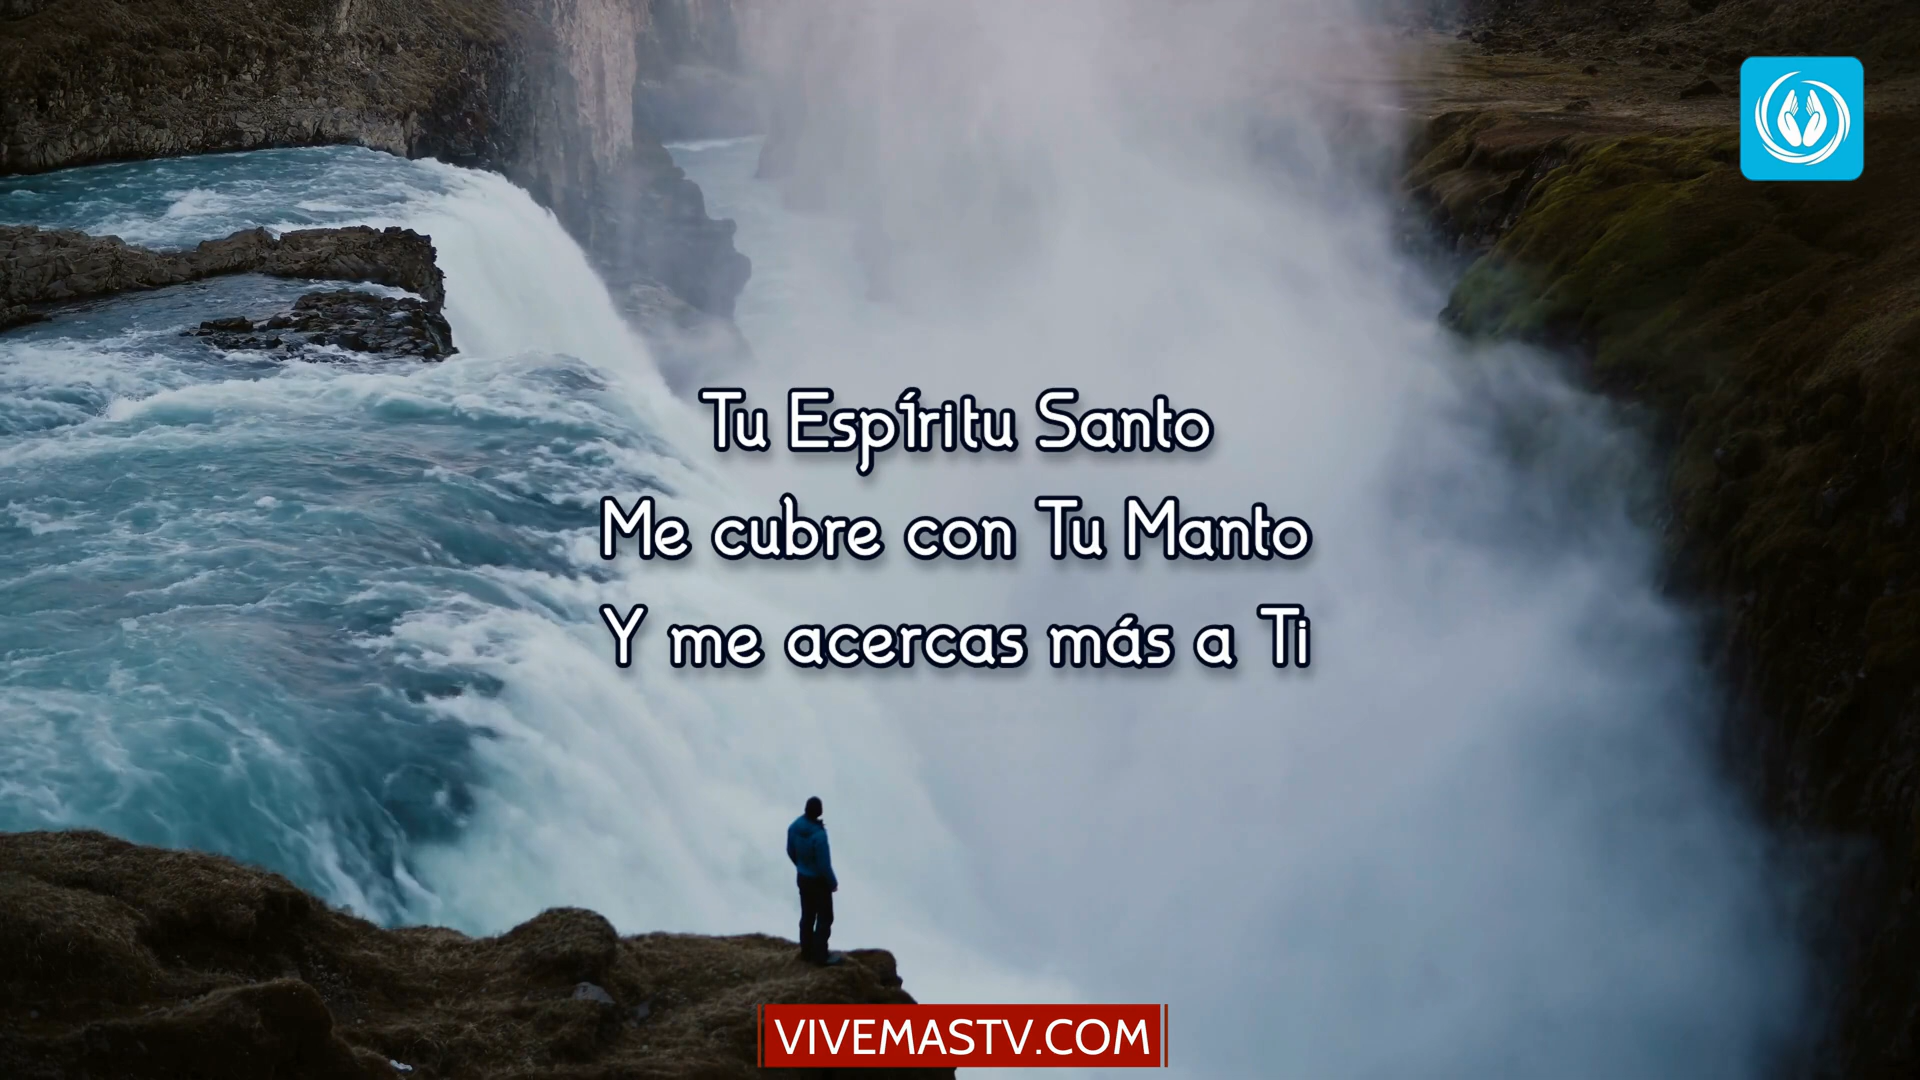 Tu Espíritu Santo
Me cubre con Tu Manto
Y me acercas más a Ti
VIVEMASTV.COM